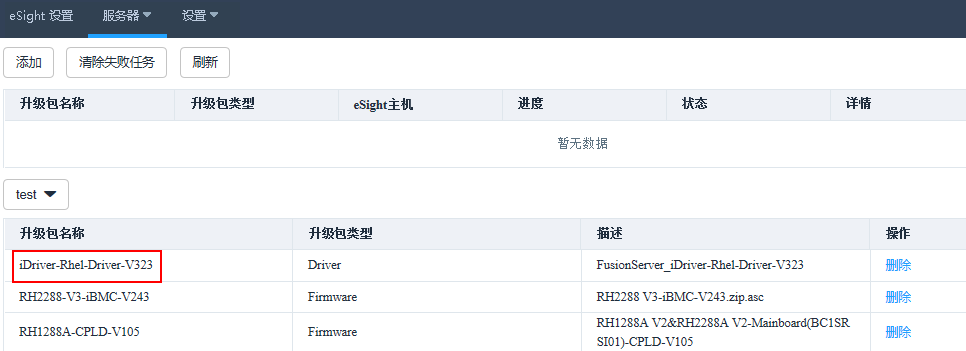 eSight 设置 服务器 设置
添加 清除失败任务 刷新
升级包名称 升级包类型 eSight主机 进度 状态 详情
暂无数据
test
升级包名称 升级包类型 描述 操作
iDriver-Rhel-Driver-V323 Driver FusionServer_iDriver-Rhel-Driver-V323 删除
RH2288-V3-iBMC-V243 Firmware RH2288 V3-iBMC-V243.zip.asc 删除
RH1288A-CPLD-V105 Firmware RH1288A V2&RH2288A V2-Mainboard(BC1SR 删除
SI01)-CPLD-V105